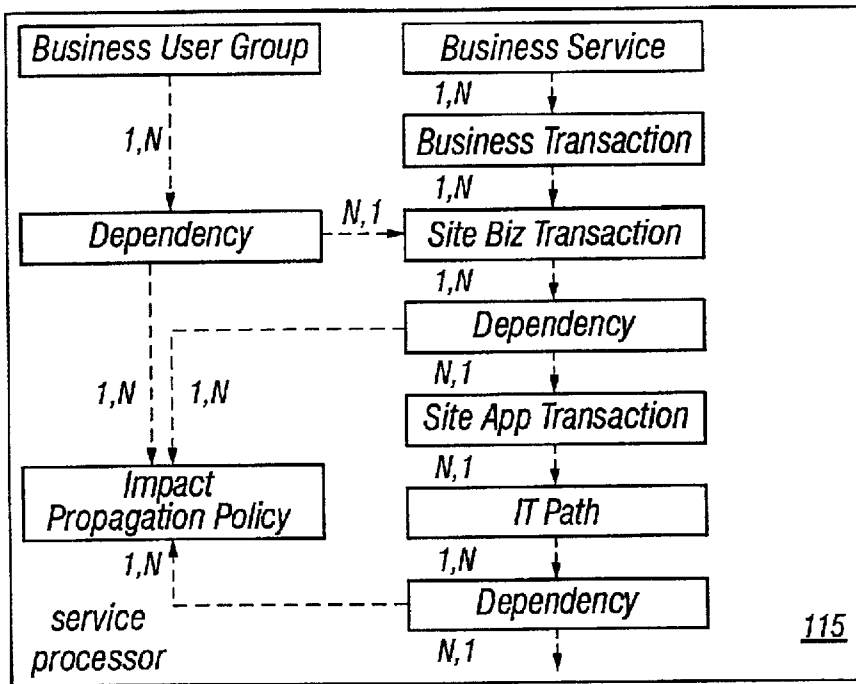 Business User Group
Business Service
1,N
Business Transaction
1,N
1,N
Dependency
N,1
Site Biz Transaction
1,N
Dependency
1,N
1,N
N,1
Site App Transaction
N,1
Impact
Propagation Policy
IT Path
1,N
1,N
Dependency
N,1
service
processor
115